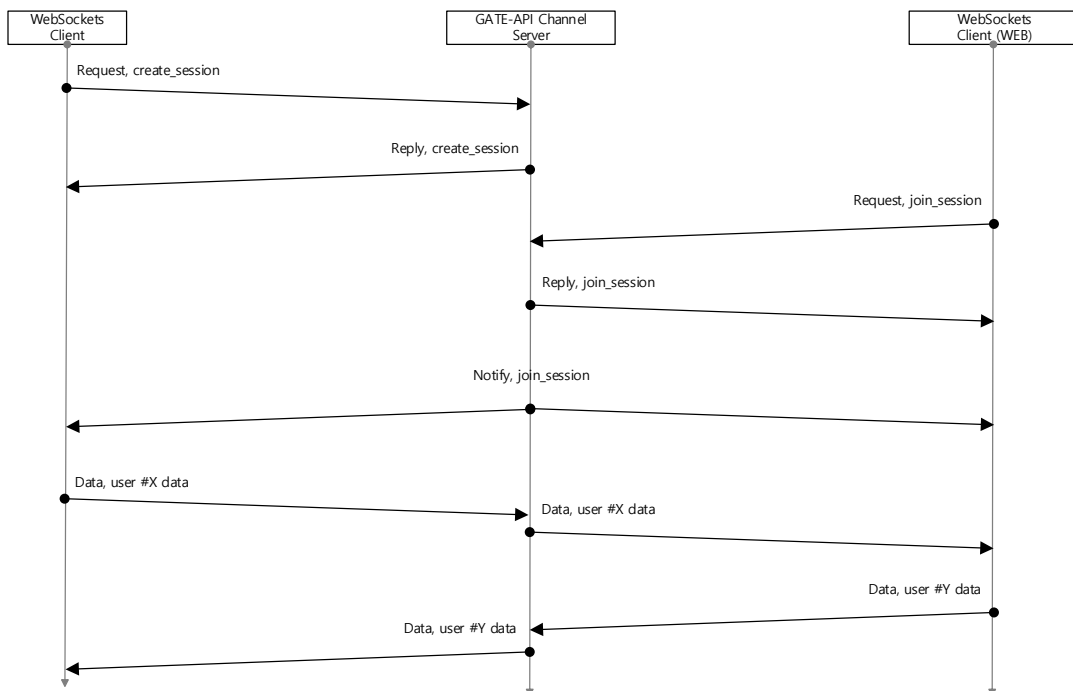 WebSockets
Client
GATE-API Channel
Server
WebSockets
Client (WEB)
Request, create_session
Reply, create_session
Request, join_session
Reply, join_session
Notify, join_session
Data, user #X data
Data, user #X data
Data, user #Y data
Data, user #Y data